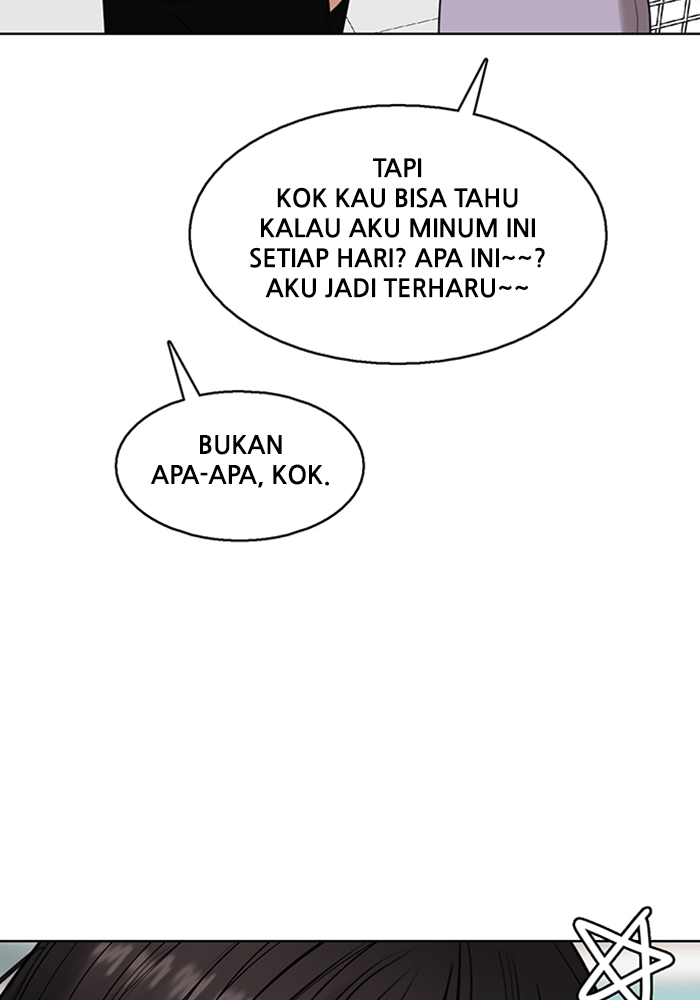 TAPI
KOK KAU BISA TAHU
KALAU AKU MINUM INI
SETIAP HARI? APA INI~~?
AKU JADI TERHARU~~
BUKAN
APA-APA, KOK.